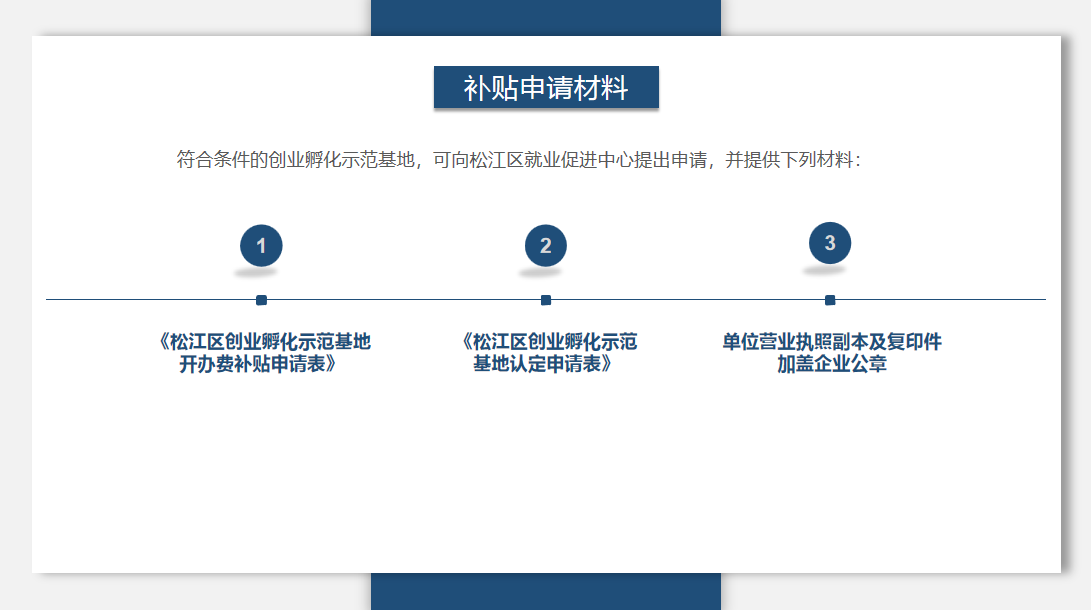 补贴申请材料
符合条件的创业孵化示范基地，可向松江区就业促进中心提出申请，并提供下列材料：
1
2
3
《松江区创业孵化示范基地
开办费补贴申请表》
《松江区创业孵化示范
基地认定申请表》
单位营业执照副本及复印件
加盖企业公章